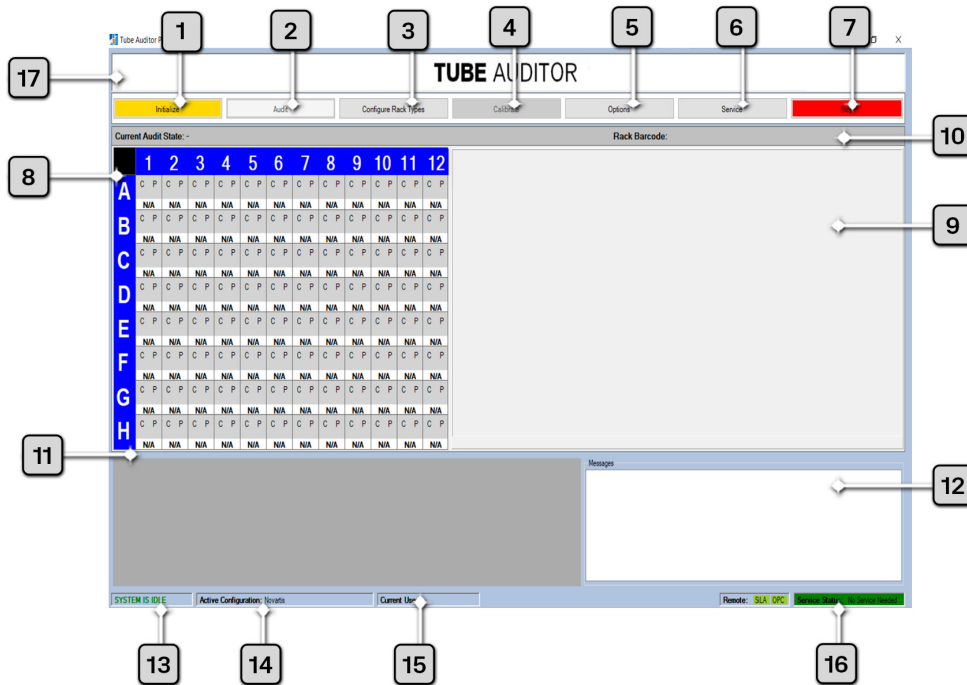 1 2 3 4 5 6 7
Tube Auditor
17
TUBE AUDITOR
Initialize Audit Configure Rack Types Options Service
Current Audit State: - Rack Barcode:
10
8
1 2 3 4 5 6 7 8 9 10 11 12
A C P C P C P C P C P C P C P C P C P C P C P C P
N/A N/A N/A N/A N/A N/A N/A N/A N/A N/A N/A N/A
B C P C P C P C P C P C P C P C P C P C P C P C P
N/A N/A N/A N/A N/A N/A N/A N/A N/A N/A N/A N/A
9
C C P C P C P C P C P C P C P C P C P C P C P C P
N/A N/A N/A N/A N/A N/A N/A N/A N/A N/A N/A N/A
D C P C P C P C P C P C P C P C P C P C P C P C P
N/A N/A N/A N/A N/A N/A N/A N/A N/A N/A N/A N/A
E C P C P C P C P C P C P C P C P C P C P C P C P
N/A N/A N/A N/A N/A N/A N/A N/A N/A N/A N/A N/A
F C P C P C P C P C P C P C P C P C P C P C P C P
N/A N/A N/A N/A N/A N/A N/A N/A N/A N/A N/A N/A
G C P C P C P C P C P C P C P C P C P C P C P C P
N/A N/A N/A N/A N/A N/A N/A N/A N/A N/A N/A N/A
H C P C P C P C P C P C P C P C P C P C P C P C P
N/A N/A N/A N/A N/A N/A N/A N/A N/A N/A N/A N/A
11
Messages
12
SYSTEM IS IDLE Active Configuration: Novartis Current User: Remote: SILA OPC Service Status: No Service Needed
13 14 15 16